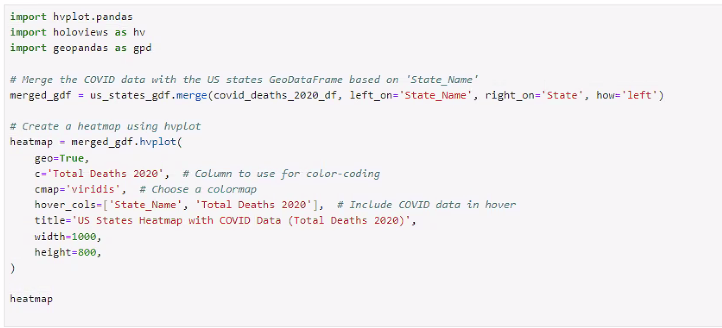 import hvplot.pandas
import holoviews as hv
import geopandas as gpd
# Merge the COVID data with the US states GeoDataFrame based on 'State_Name'
merged_gdf = us_states_gdf.merge(covid_deaths_2020_df, left_on='State_Name', right_on='State', how='left')
# Create a heatmap using hvplot
heatmap = merged_gdf.hvplot(
    geo=True,
    c='Total Deaths 2020',  # Column to use for color-coding
    cmap='viridis',  # Choose a colormap
    hover_cols=['State_Name', 'Total Deaths 2020'],  # Include COVID data in hover
    title='US States Heatmap with COVID Data (Total Deaths 2020)',
    width=1000,
    height=800,
)
heatmap